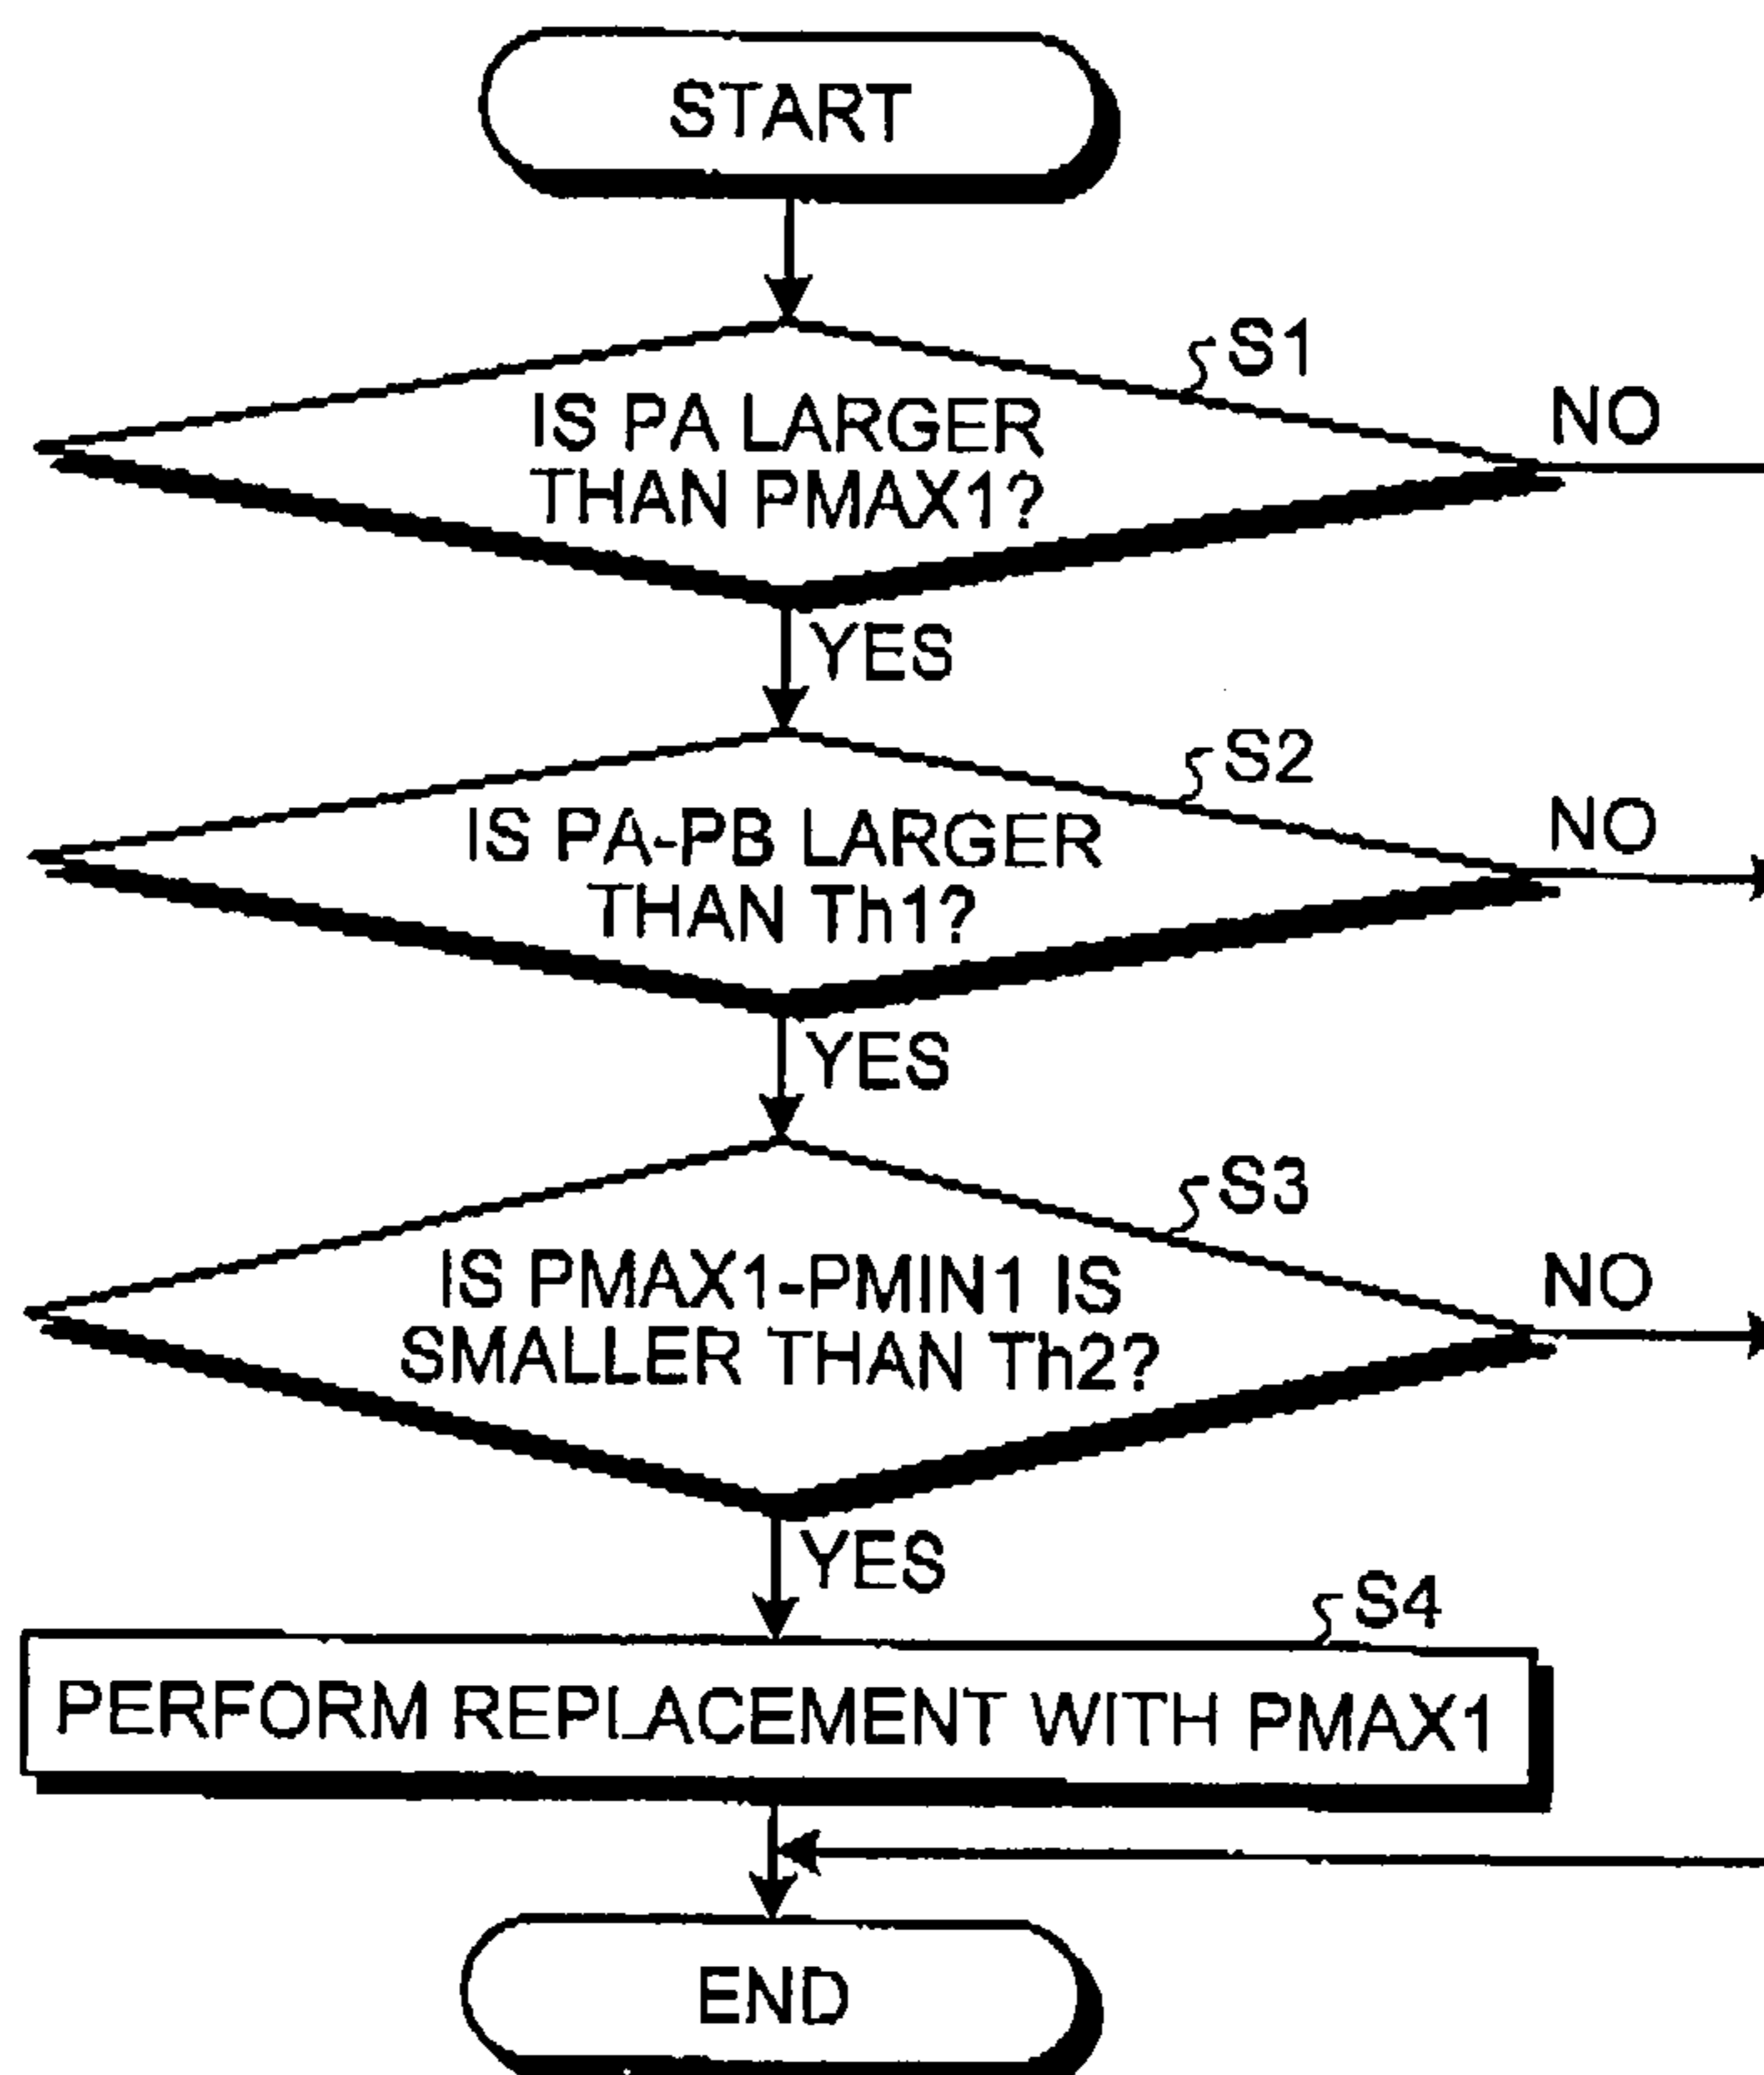 START
S1
IS PA LARGER
THAN PMAX1?
NO
YES
S2
IS PA-PB LARGER
THAN Th1?
NO
YES
S3
IS PMAX1-PMIN1 IS
SMALLER THAN Th2?
NO
YES
S4
PERFORM REPLACEMENT WITH PMAX1
END